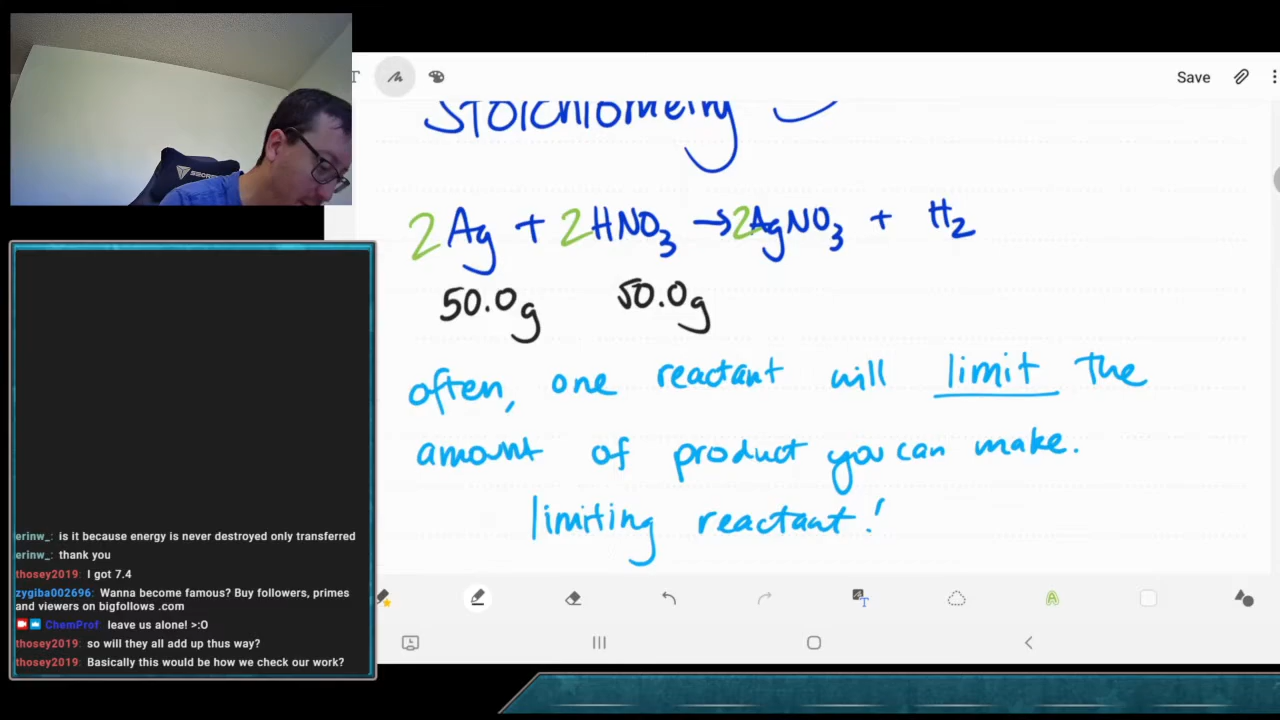 T
Save
Stoichiometry
2Ag + 2HNO3 → 2AgNO3 + H2
50.0g 50.0g
often, one reactant will limit the
amount of product you can make.
limiting reactant!
erinw_: is it because energy is never destroyed only transferred
erinw_: thank you
thosey2019: I got 7.4
zygiba002696: Wanna become famous? Buy followers, primes
and viewers on bigfollows .com
ChemProf: leave us alone! >:O
thosey2019: so will they all add up thus way?
thosey2019: Basically this would be how we check our work?